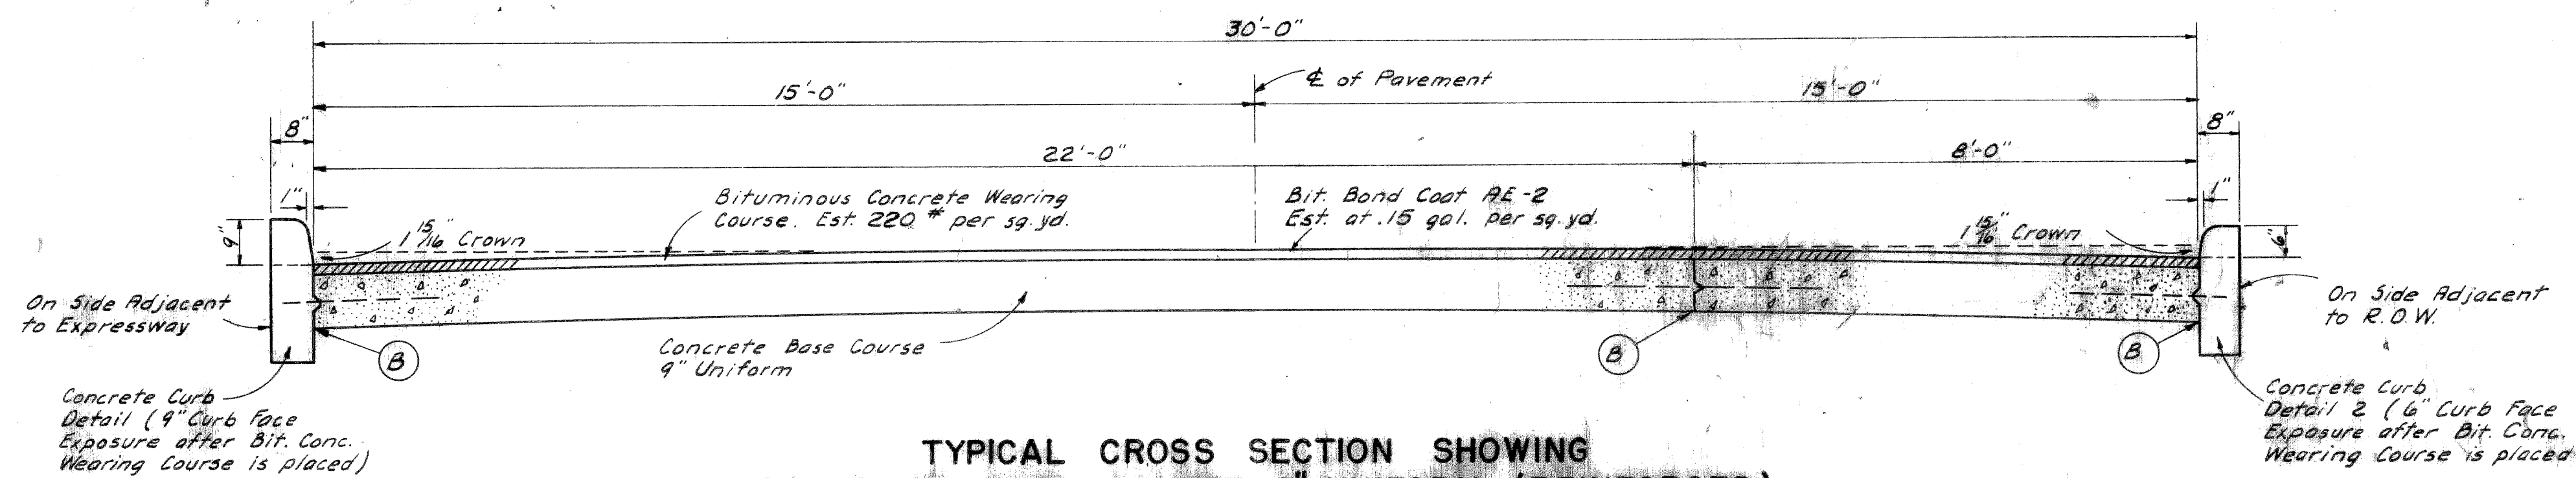 30'-0"
15'-0"
℄ of Pavement
15'-0"
8"
22'-0"
8'-0"
8"
1"
Bituminous Concrete Wearing
Course. Est. 220 # per sq. yd.
Bit. Bond Coat AE-2
Est. at .15 gal. per sq. yd.
1"
9"
1 15/16" Crown
1 15/16" Crown
6"
On Side Adjacent
to Expressway
On Side Adjacent
to R.O.W.
B
Concrete Base Course
9" Uniform
B
B
Concrete Curb
Detail (9" Curb Face
Exposure after Bit. Conc.
Wearing Course is placed)
Concrete Curb
Detail 2 (6" Curb Face
Exposure after Bit. Conc.
Wearing Course is placed
TYPICAL CROSS SECTION SHOWING